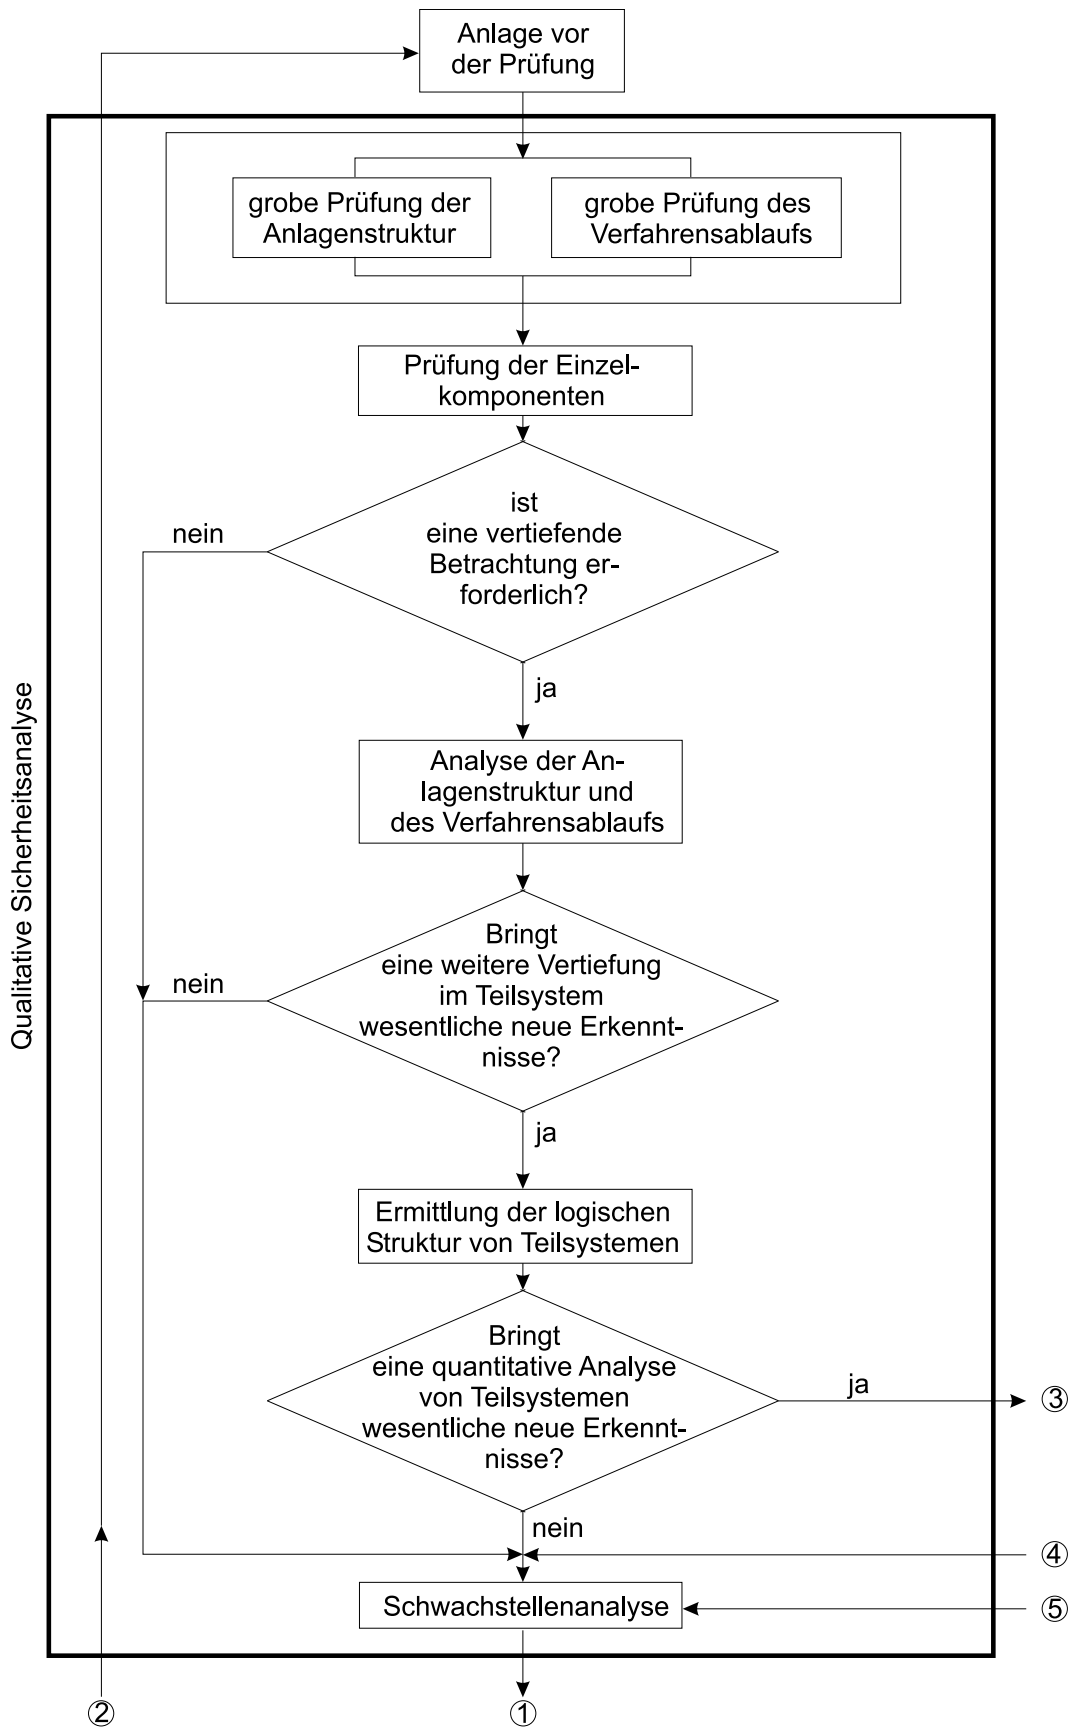 Anlage vor
der Prüfung
grobe Prüfung der
Anlagenstruktur
grobe Prüfung des
Verfahrensablaufs
Prüfung der Einzel-
komponenten
ist
eine vertiefende
Betrachtung er-
forderlich?
nein
ja
Analyse der An-
lagenstruktur und
des Verfahrensablaufs
Bringt
eine weitere Vertiefung
im Teilsystem
wesentliche neue Erkennt-
nisse?
nein
ja
Ermittlung der logischen
Struktur von Teilsystemen
Bringt
eine quantitative Analyse
von Teilsystemen
wesentliche neue Erkennt-
nisse?
ja
③
nein
④
Schwachstellenanalyse
⑤
②
①
Qualitative Sicherheitsanalyse